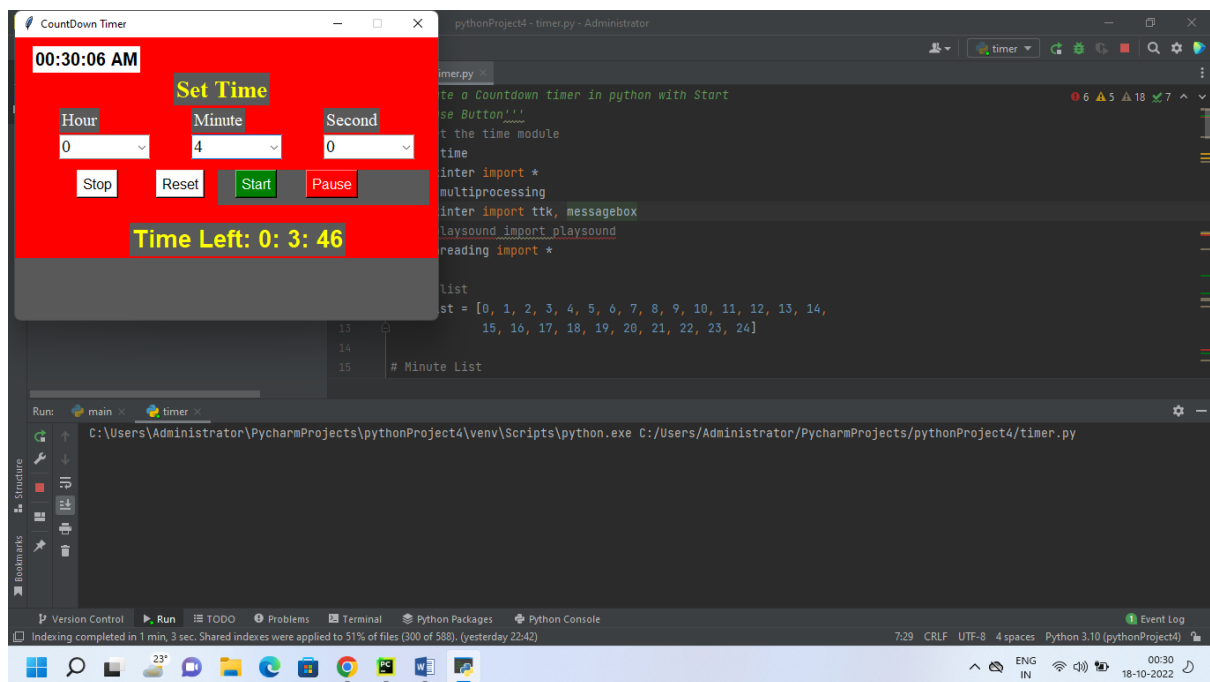 CountDown Timer
pythonProject4 - timer.py - Administrator
00:30:06 AM
Set Time
Hour Minute Second
0 4 0
Stop Reset Start Pause
Time Left: 0: 3: 46
timer
imer.py
te a Countdown timer in python with Start
se Button'''
t the time module
time
inter import *
multiprocessing
inter import ttk, messagebox
laysound import playsound
reading import *
list
st = [0, 1, 2, 3, 4, 5, 6, 7, 8, 9, 10, 11, 12, 13, 14,
13 15, 16, 17, 18, 19, 20, 21, 22, 23, 24]
14
15 # Minute List
6 5 18 7
Run: main timer
C:\Users\Administrator\PycharmProjects\pythonProject4\venv\Scripts\python.exe C:/Users/Administrator/PycharmProjects/pythonProject4/timer.py
Structure
Bookmarks
Version Control Run TODO Problems Terminal Python Packages Python Console 1 Event Log
Indexing completed in 1 min, 3 sec. Shared indexes were applied to 51% of files (300 of 588). (yesterday 22:42) 7:29 CRLF UTF-8 4 spaces Python 3.10 (pythonProject4)
23°
PC
W
ENG
IN
00:30
18-10-2022